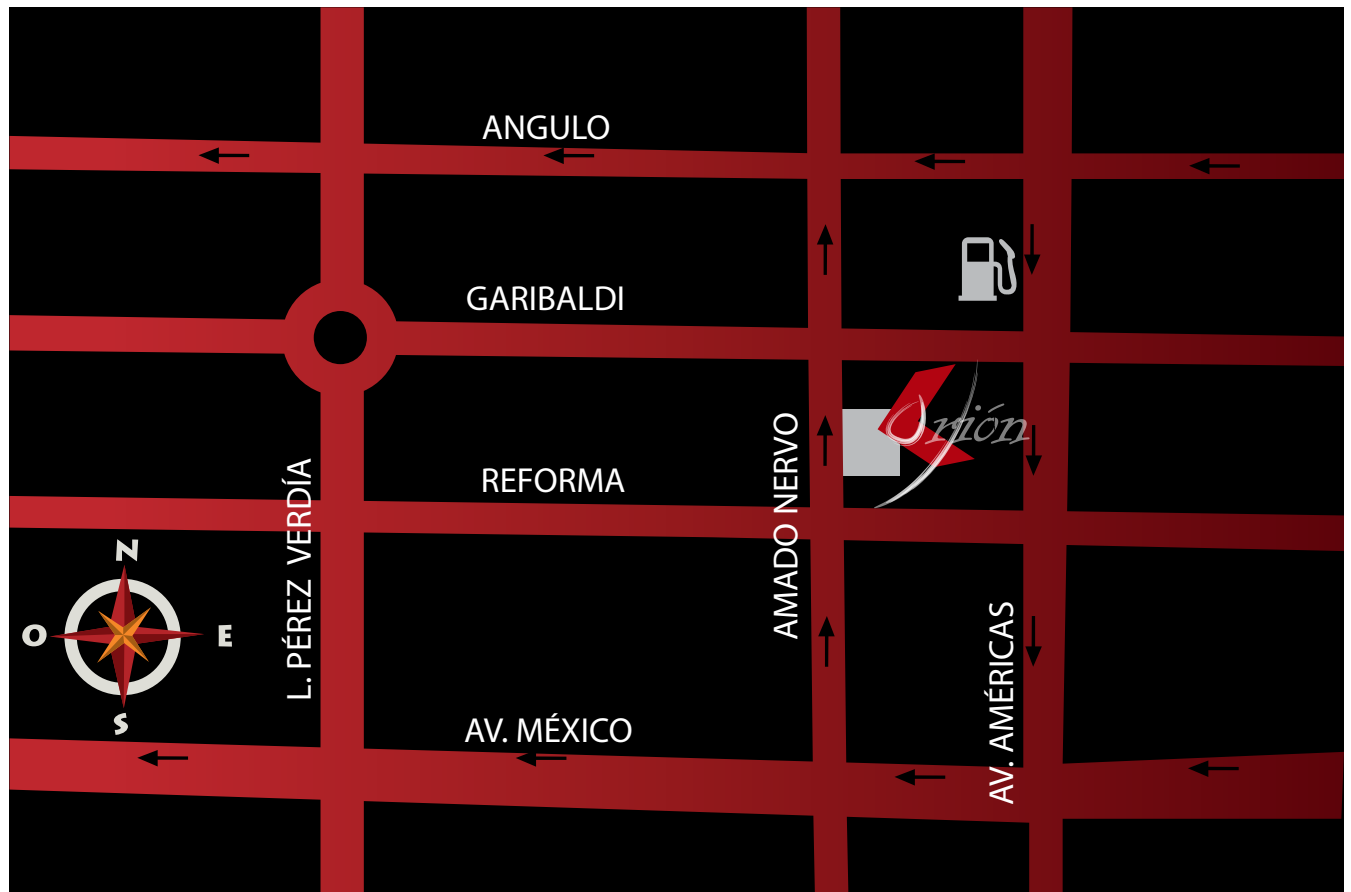 ANGULO
GARIBALDI
Orión
REFORMA
AMADO NERVO
L. PÉREZ VERDÍA
N
O
E
S
AV. AMÉRICAS
AV. MÉXICO